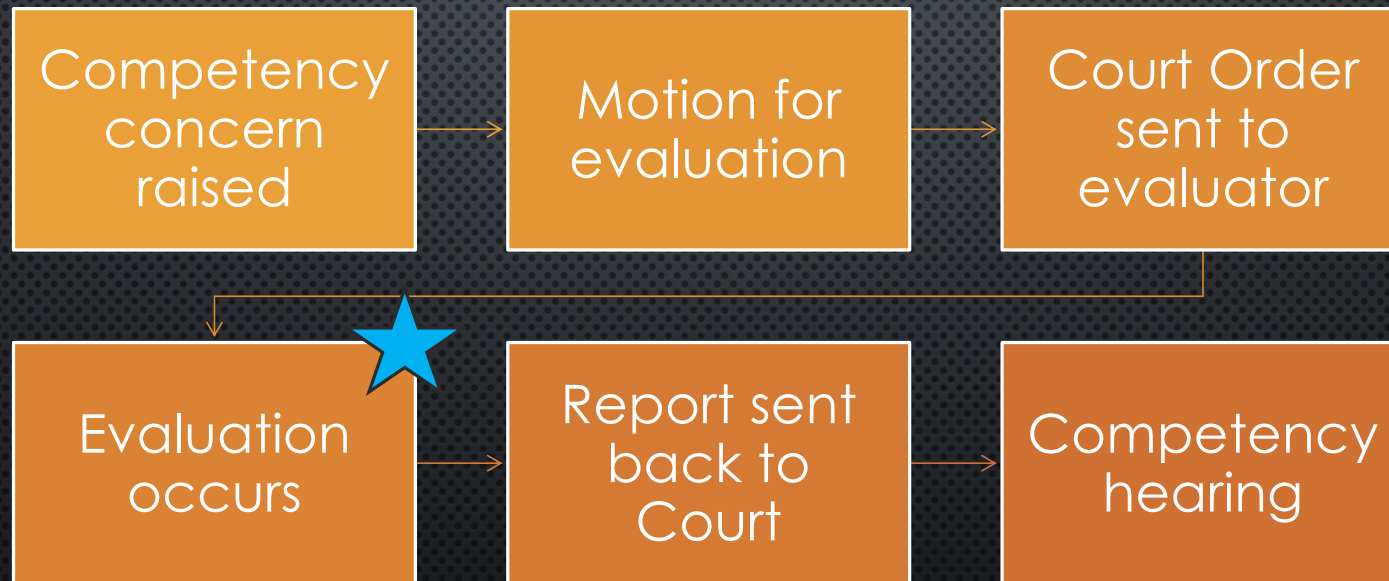 Competency
concern
raised
Motion for
evaluation
Court Order
sent to
evaluator
Evaluation
occurs
Report sent
back to
Court
Competency
hearing